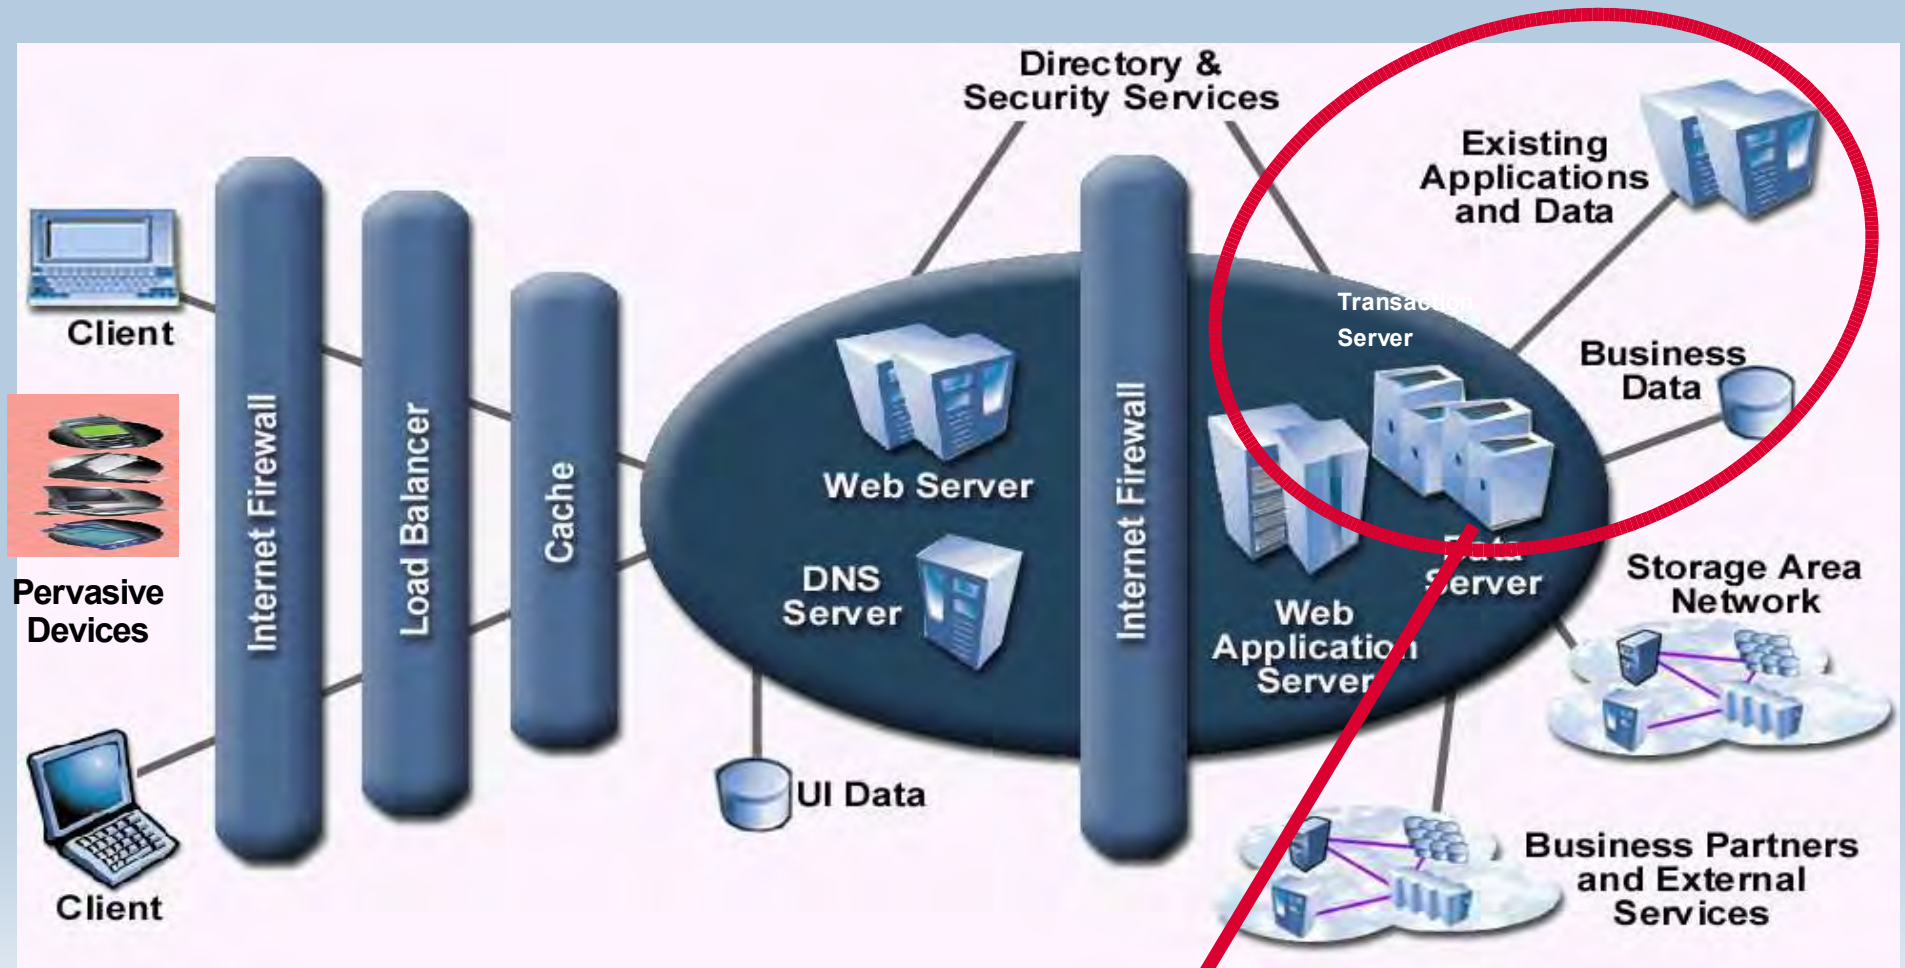 Directory &
Security Services
Existing
Applications
and Data
Client
Pervasive
Devices
Client
Internet Firewall
Load Balancer
Cache
Web Server
DNS
Server
UI Data
Internet Firewall
Transaction
Server
Web
Application
Server
Data
Server
Business
Data
Storage Area
Network
Business Partners
and External
Services